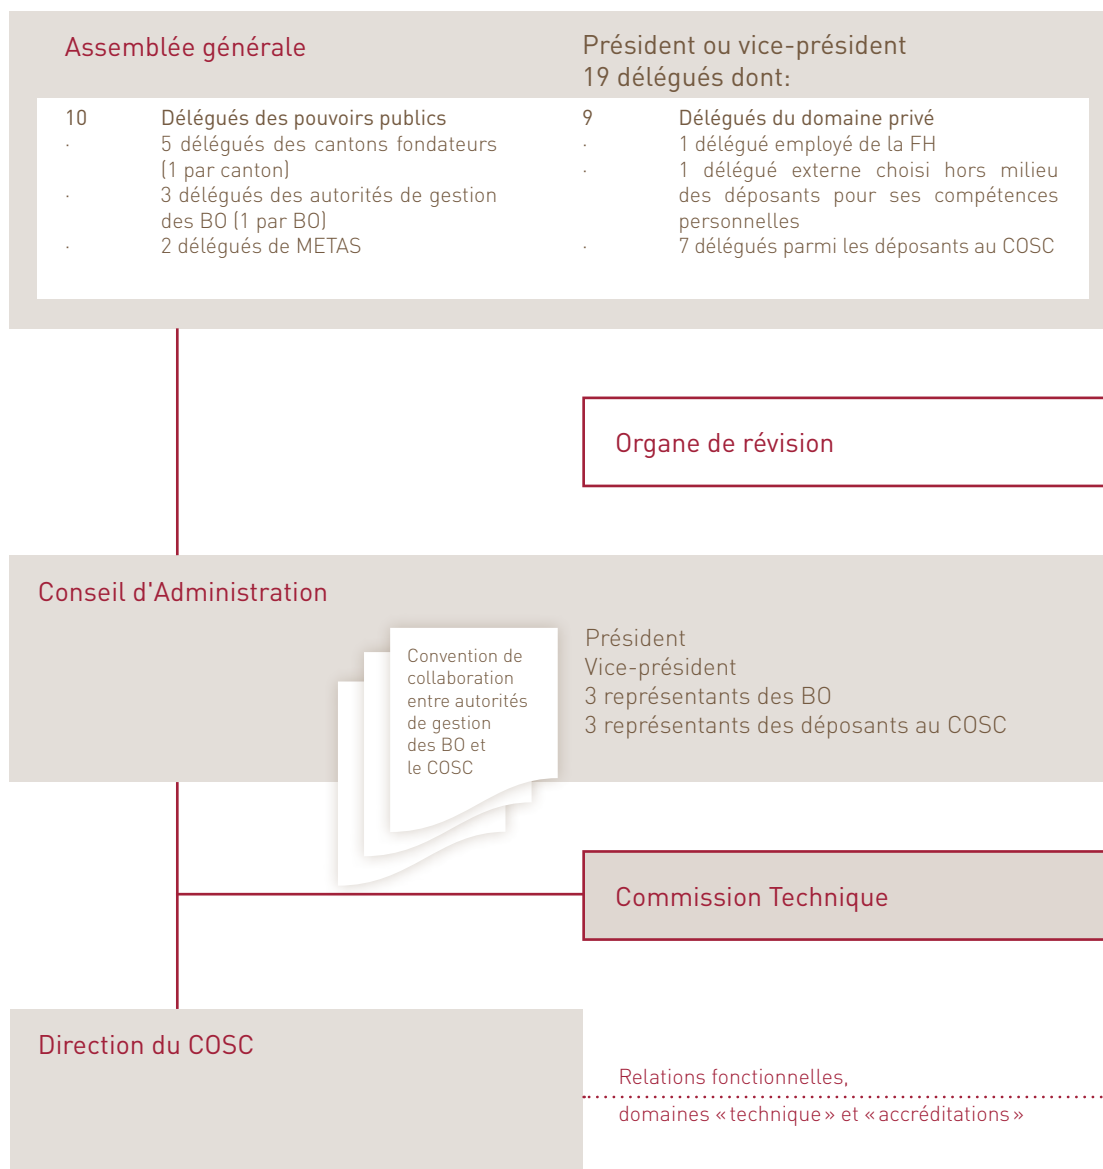 Assemblée générale
Président ou vice-président
19 délégués dont:
10 Délégués des pouvoirs publics
· 5 délégués des cantons fondateurs
(1 par canton)
· 3 délégués des autorités de gestion
des BO (1 par BO)
· 2 délégués de METAS
9 Délégués du domaine privé
· 1 délégué employé de la FH
· 1 délégué externe choisi hors milieu
des déposants pour ses compétences
personnelles
· 7 délégués parmi les déposants au COSC
Organe de révision
Conseil d'Administration
Convention de
collaboration
entre autorités
de gestion
des BO et
le COSC
Président
Vice-président
3 représentants des BO
3 représentants des déposants au COSC
Commission Technique
Direction du COSC
Relations fonctionnelles,
domaines «technique» et «accréditations»